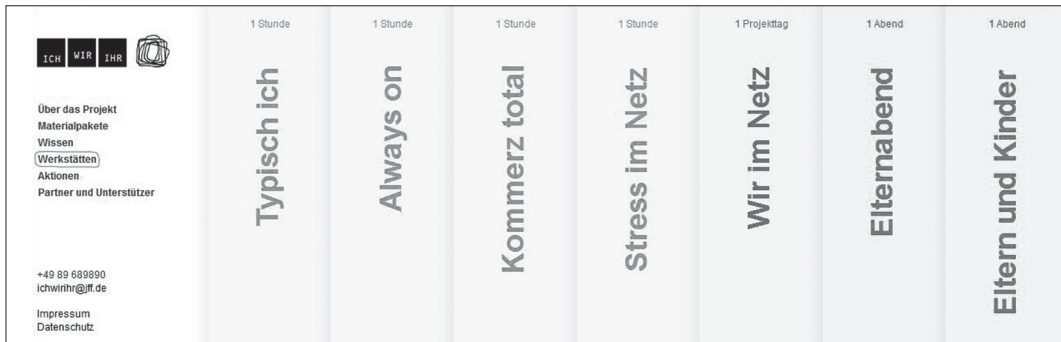 ICH WIR IHR
Über das Projekt
Materialpakete
Wissen
Werkstätten
Aktionen
Partner und Unterstützer
+49 89 689890
ichwirihr@jff.de
Impressum
Datenschutz
1 Stunde
Typisch ich
1 Stunde
Always on
1 Stunde
Kommerz total
1 Stunde
Stress im Netz
1 Projekttag
Wir im Netz
1 Abend
Elternabend
1 Abend
Eltern und Kinder